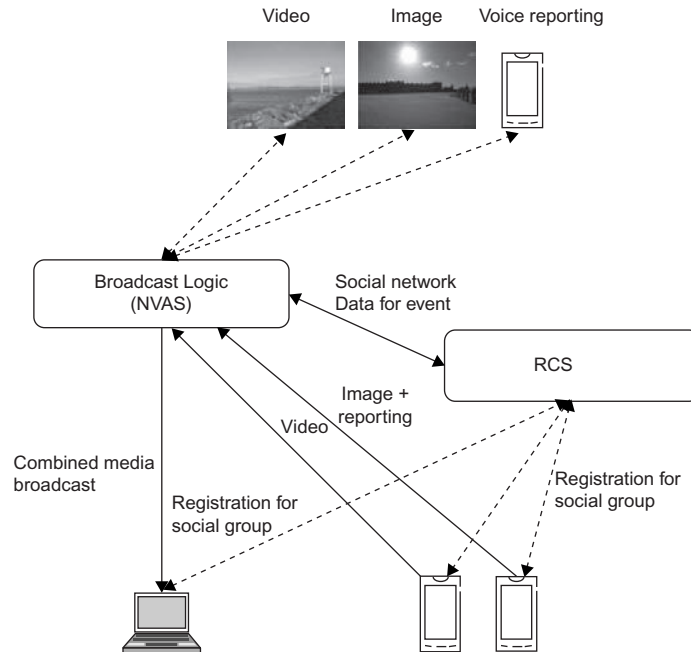 Video
Image
Voice reporting
Broadcast Logic
(NVAS)
Social network
Data for event
RCS
Image +
reporting
Video
Combined media
broadcast
Registration for
social group
Registration for
social group